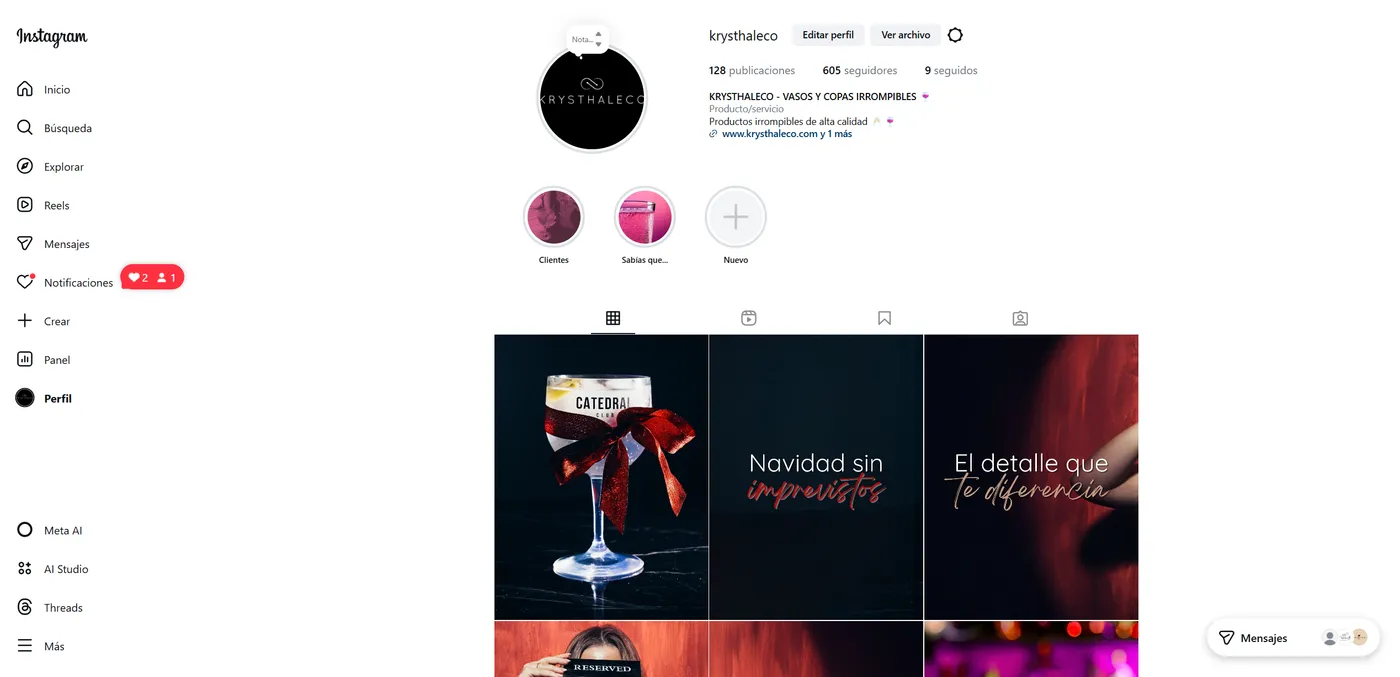 Instagram
Inicio
Búsqueda
Explorar
Reels
Mensajes
Notificaciones
2 1
Crear
Panel
Perfil
Meta AI
AI Studio
Threads
Más
Nota...
KRYSTHALECO
krysthaleco
Editar perfil
Ver archivo
128 publicaciones 605 seguidores 9 seguidos
KRYSTHALECO - VASOS Y COPAS IRROMPIBLES
Producto/servicio
Productos irrompibles de alta calidad
www.krysthaleco.com y 1 más
Clientes
Sabías que...
Nuevo
CATEDRAL
CLUB
Navidad sin
imprevistos
El detalle que
te diferencia
RESERVED
Mensajes